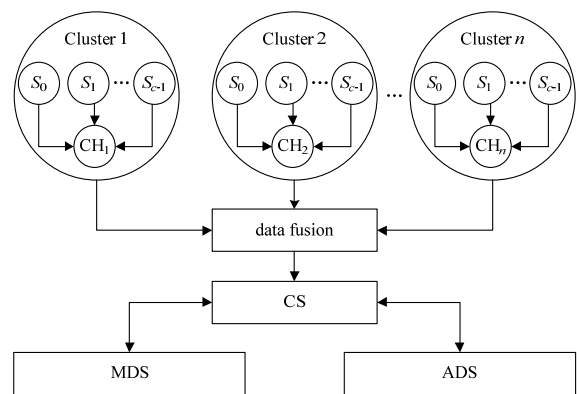 Cluster 1
S0 S1 ... Sc-1
CH1
Cluster 2
S0 S1 ... Sc-1
CH2
...
Cluster n
S0 S1 ... Sc-1
CHn
data fusion
CS
MDS
ADS